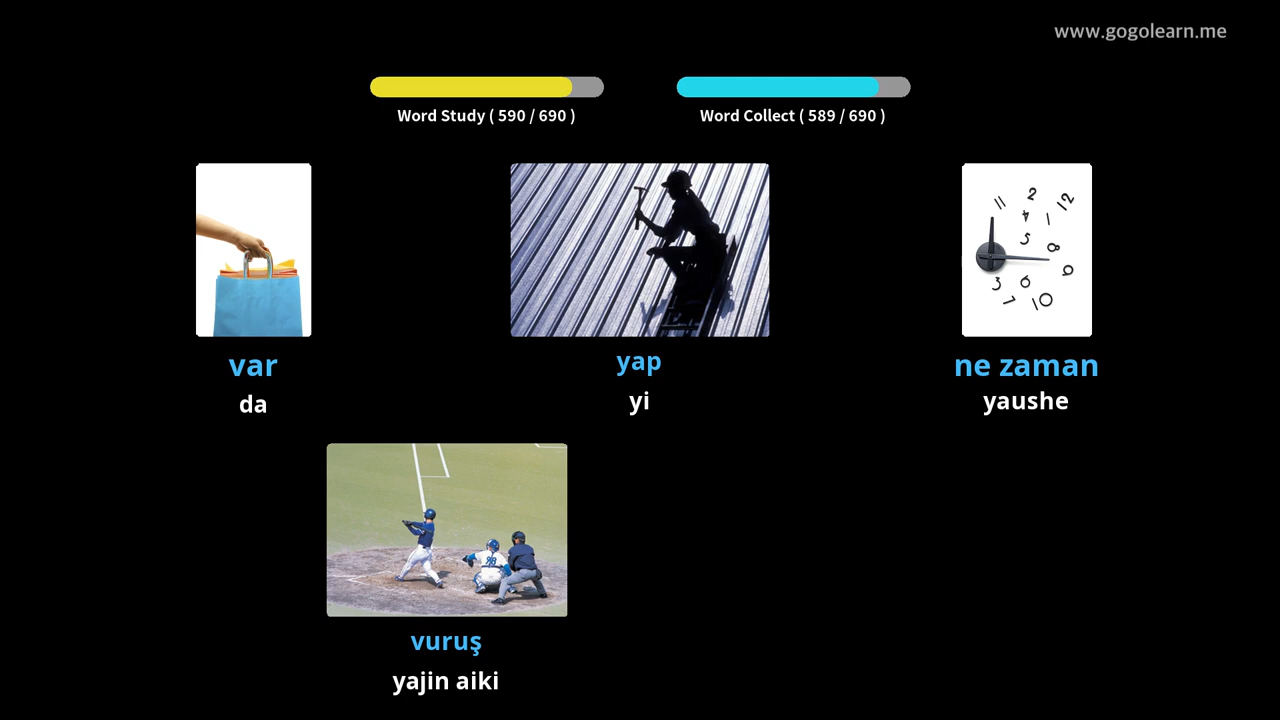 www.gogolearn.me
Word Study ( 590 / 690 )
Word Collect ( 589 / 690 )
var
da
yap
yi
ne zaman
yaushe
vuruş
yajin aiki